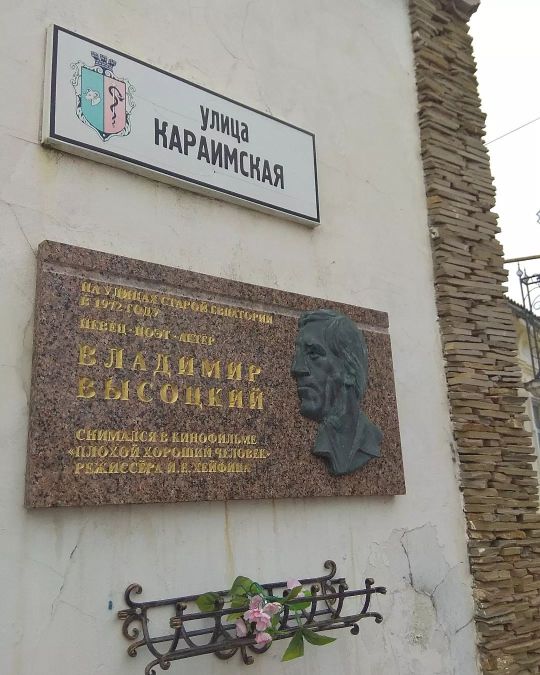 улица
КАРАИМСКАЯ
НА УЛИЦАХ СТАРОЙ ЕВПАТОРИИ
В 1972 ГОДУ
ПЕВЕЦ-ПОЭТ-АКТЕР
ВЛАДИМИР
ВЫСОЦКИЙ
СНИМАЛСЯ В КИНОФИЛЬМЕ
«ПЛОХОЙ ХОРОШИЙ ЧЕЛОВЕК»
РЕЖИССЁРА И.Е. ХЕЙФИЦА